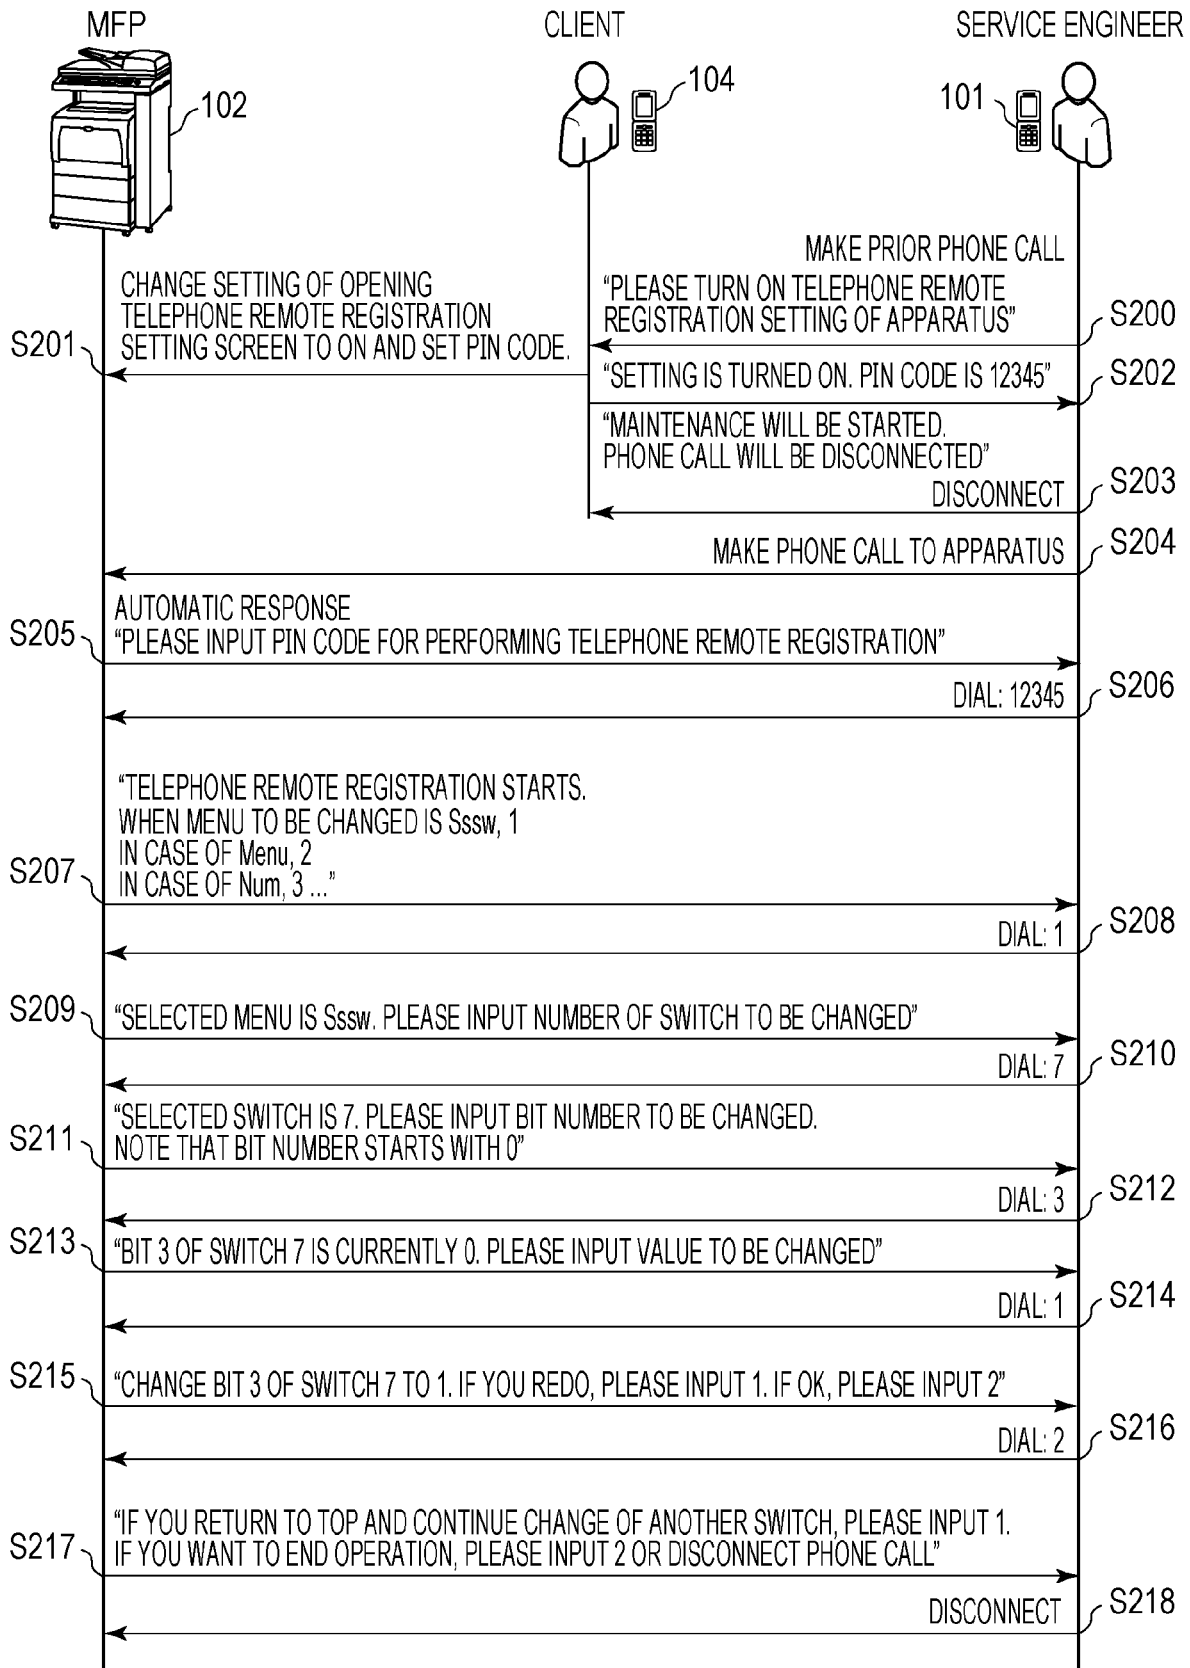 MFP
CLIENT
SERVICE ENGINEER
102
104
101
MAKE PRIOR PHONE CALL
“PLEASE TURN ON TELEPHONE REMOTE
REGISTRATION SETTING OF APPARATUS”
S200
CHANGE SETTING OF OPENING
TELEPHONE REMOTE REGISTRATION
SETTING SCREEN TO ON AND SET PIN CODE.
S201
“SETTING IS TURNED ON. PIN CODE IS 12345”
S202
“MAINTENANCE WILL BE STARTED.
PHONE CALL WILL BE DISCONNECTED”
DISCONNECT
S203
MAKE PHONE CALL TO APPARATUS
S204
AUTOMATIC RESPONSE
S205
“PLEASE INPUT PIN CODE FOR PERFORMING TELEPHONE REMOTE REGISTRATION”
DIAL: 12345
S206
“TELEPHONE REMOTE REGISTRATION STARTS.
WHEN MENU TO BE CHANGED IS Sssw, 1
IN CASE OF Menu, 2
IN CASE OF Num, 3 ...”
S207
DIAL: 1
S208
S209
“SELECTED MENU IS Sssw. PLEASE INPUT NUMBER OF SWITCH TO BE CHANGED”
DIAL: 7
S210
“SELECTED SWITCH IS 7. PLEASE INPUT BIT NUMBER TO BE CHANGED.
NOTE THAT BIT NUMBER STARTS WITH 0”
S211
DIAL: 3
S212
S213
“BIT 3 OF SWITCH 7 IS CURRENTLY 0. PLEASE INPUT VALUE TO BE CHANGED”
DIAL: 1
S214
S215
“CHANGE BIT 3 OF SWITCH 7 TO 1. IF YOU REDO, PLEASE INPUT 1. IF OK, PLEASE INPUT 2”
DIAL: 2
S216
“IF YOU RETURN TO TOP AND CONTINUE CHANGE OF ANOTHER SWITCH, PLEASE INPUT 1.
IF YOU WANT TO END OPERATION, PLEASE INPUT 2 OR DISCONNECT PHONE CALL”
S217
DISCONNECT
S218